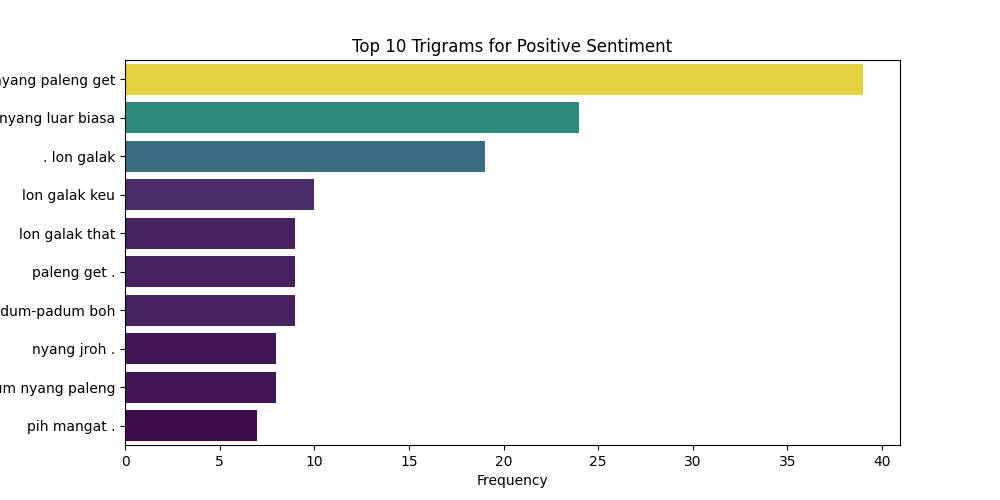 Top 10 Trigrams for Positive Sentiment
nyang paleng get
nyang luar biasa
. lon galak
lon galak keu
lon galak that
paleng get .
dum-padum boh
nyang jroh .
um nyang paleng
pih mangat .
0 5 10 15 20 25 30 35 40
Frequency